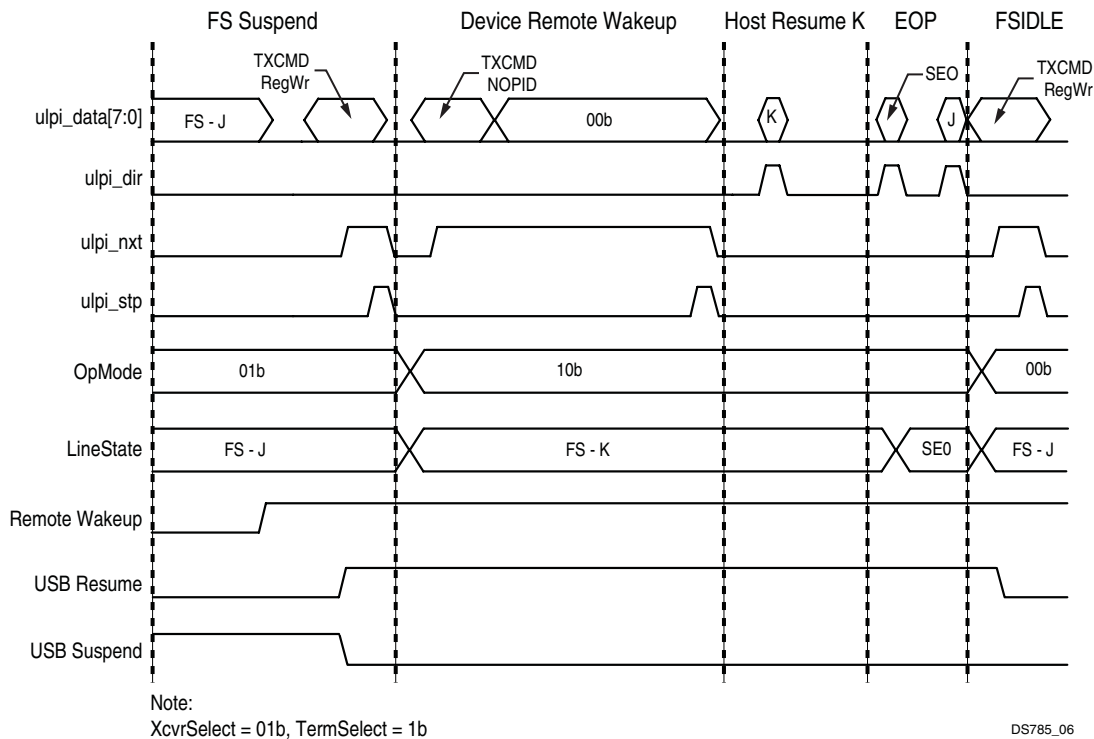 FS Suspend Device Remote Wakeup Host Resume K EOP FSIDLE
TXCMD RegWr
TXCMD NOPID
SEO
TXCMD RegWr
ulpi_data[7:0] FS - J 00b K J
ulpi_dir
ulpi_nxt
ulpi_stp
OpMode 01b 10b 00b
LineState FS - J FS - K SE0 FS - J
Remote Wakeup
USB Resume
USB Suspend
Note:
XcvrSelect = 01b, TermSelect = 1b
DS785_06